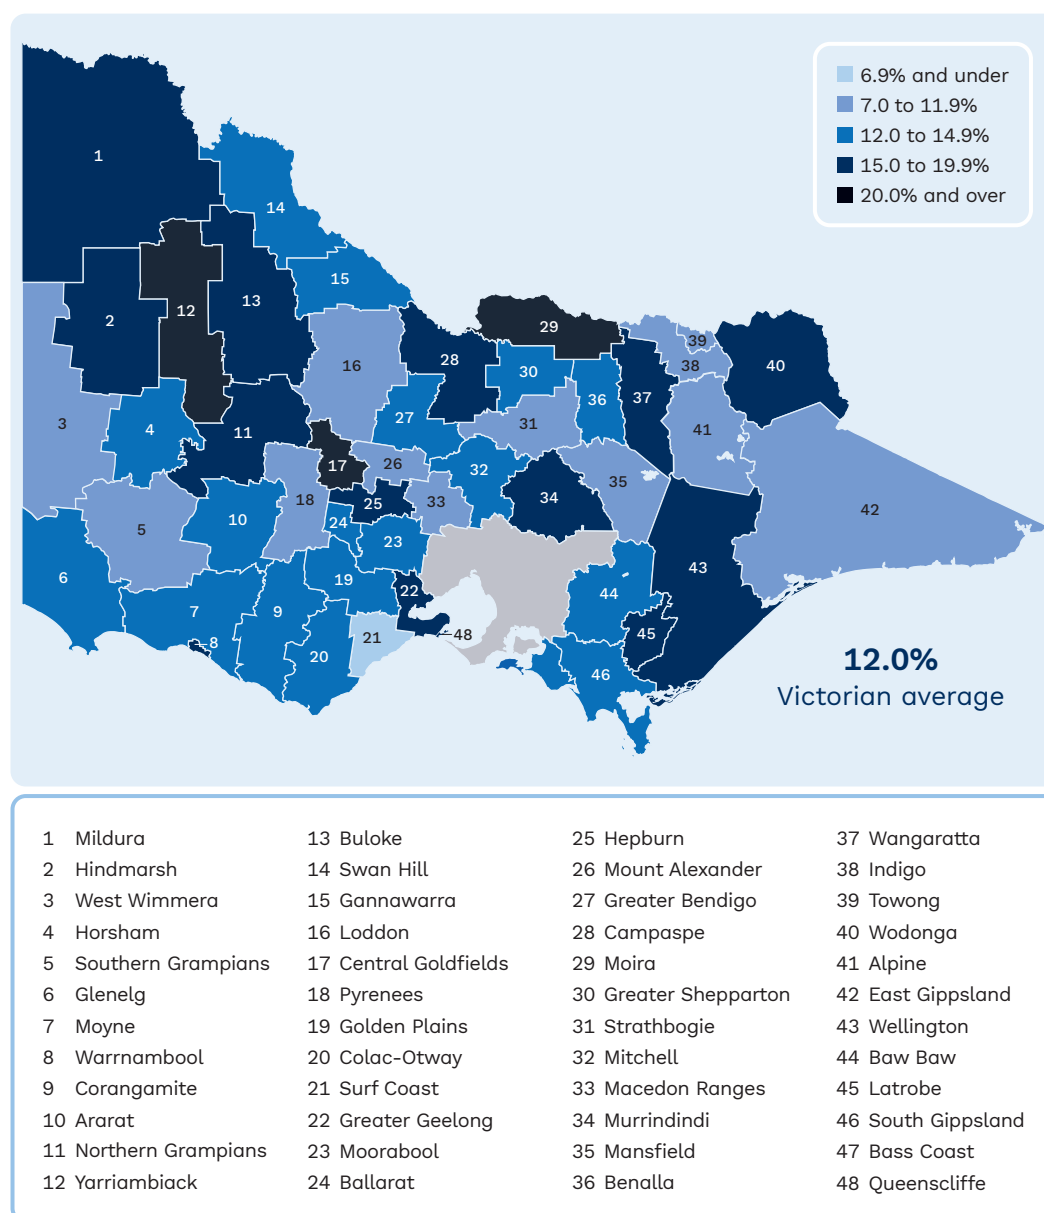 6.9% and under
7.0 to 11.9%
12.0 to 14.9%
15.0 to 19.9%
20.0% and over
1
14
15
13
2
12
29
39
28
16
38
40
30
37
36
27
3
31
4
11
41
26
17
32
35
34
18
25
33
42
10
24
5
23
43
6
19
22
44
7
9
45
48
21
8
20
46
12.0%
Victorian average
1 Mildura
2 Hindmarsh
3 West Wimmera
4 Horsham
5 Southern Grampians
6 Glenelg
7 Moyne
8 Warrnambool
9 Corangamite
10 Ararat
11 Northern Grampians
12 Yarriambiack
13 Buloke
14 Swan Hill
15 Gannawarra
16 Loddon
17 Central Goldfields
18 Pyrenees
19 Golden Plains
20 Colac-Otway
21 Surf Coast
22 Greater Geelong
23 Moorabool
24 Ballarat
25 Hepburn
26 Mount Alexander
27 Greater Bendigo
28 Campaspe
29 Moira
30 Greater Shepparton
31 Strathbogie
32 Mitchell
33 Macedon Ranges
34 Murrindindi
35 Mansfield
36 Benalla
37 Wangaratta
38 Indigo
39 Towong
40 Wodonga
41 Alpine
42 East Gippsland
43 Wellington
44 Baw Baw
45 Latrobe
46 South Gippsland
47 Bass Coast
48 Queenscliffe